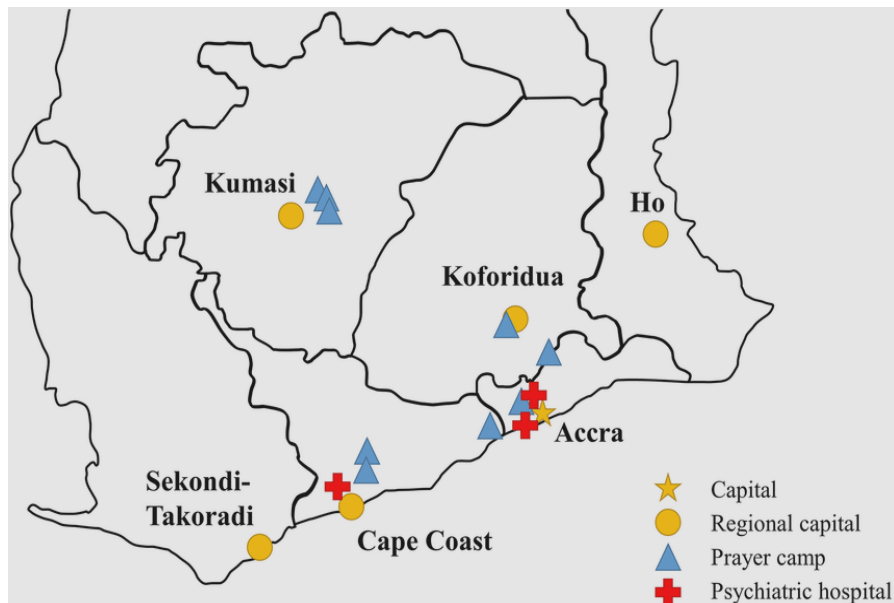 Kumasi
Ho
Koforidua
Accra
Sekondi-
Takoradi
Cape Coast
Capital
Regional capital
Prayer camp
Psychiatric hospital